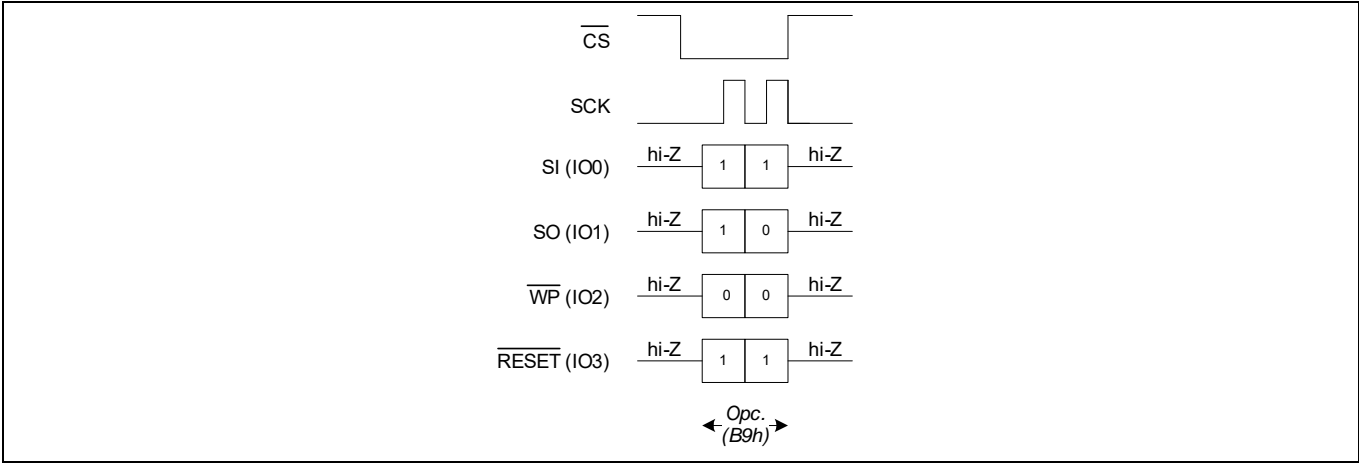 CS
SCK
SI (IO0) hi-Z 1 1 hi-Z
SO (IO1) hi-Z 1 0 hi-Z
WP (IO2) hi-Z 0 0 hi-Z
RESET (IO3) hi-Z 1 1 hi-Z
Opc.
(B9h)